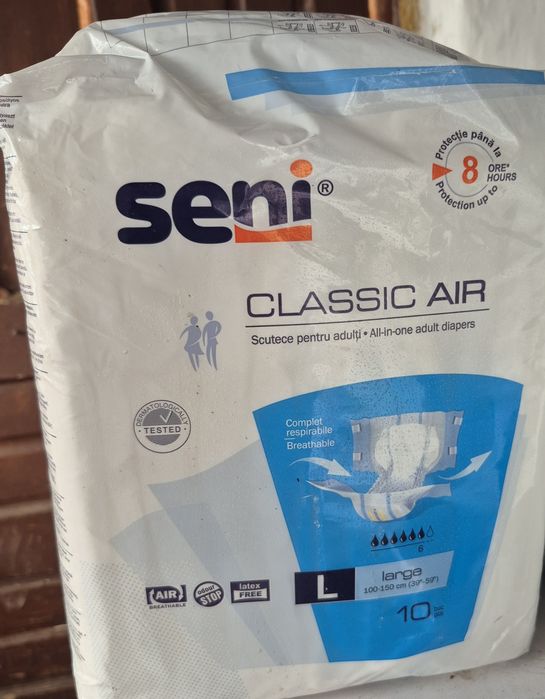 Protecție până la
8 ORE*
HOURS
Protection up to
seni®
CLASSIC AIR
Scutece pentru adulți • All-in-one adult diapers
DERMATOLOGICALLY
TESTED
Complet
respirabile
Breathable
6
(AIR)
BREATHABLE
odour
STOP
latex
FREE
L
large
100-150 cm (39"-59")
10 buc